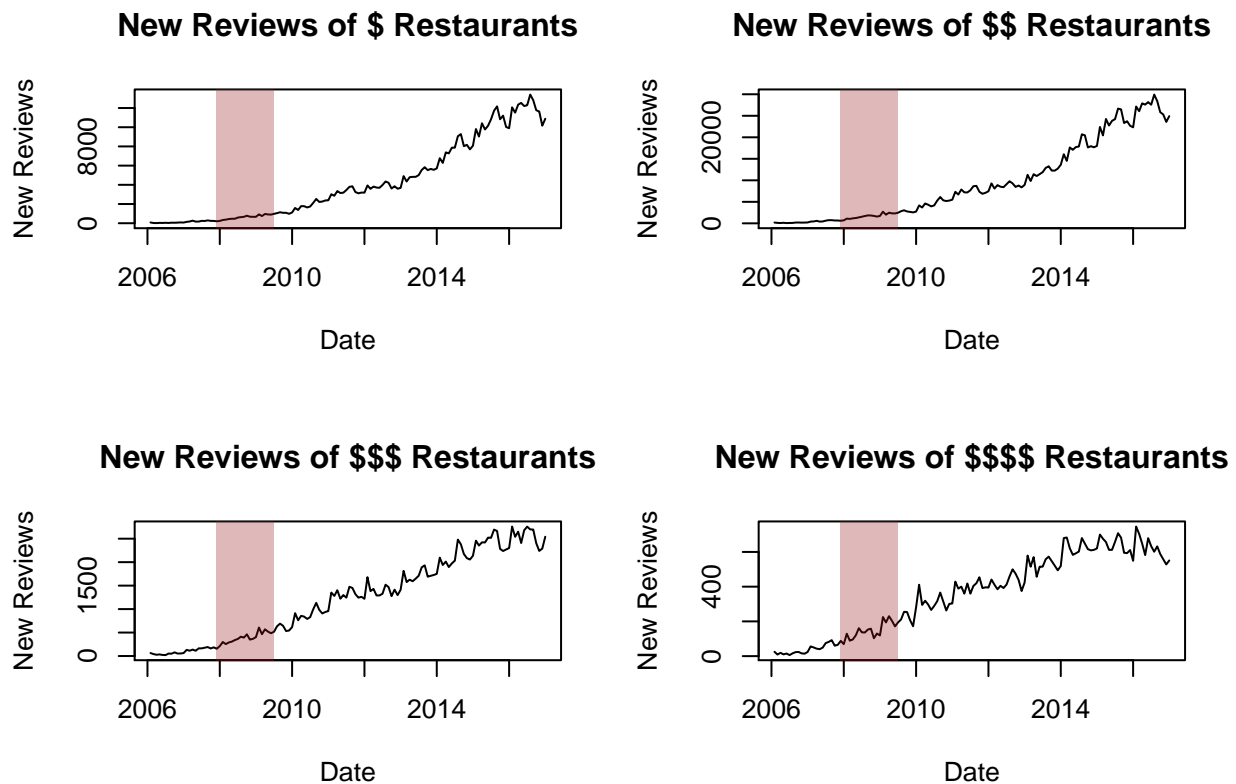 New Reviews of $ Restaurants
New Reviews
8000
0
2006 2010 2014
Date
New Reviews of $$ Restaurants
New Reviews
20000
0
2006 2010 2014
Date
New Reviews of $$$ Restaurants
New Reviews
1500
0
2006 2010 2014
Date
New Reviews of $$$$ Restaurants
New Reviews
400
0
2006 2010 2014
Date